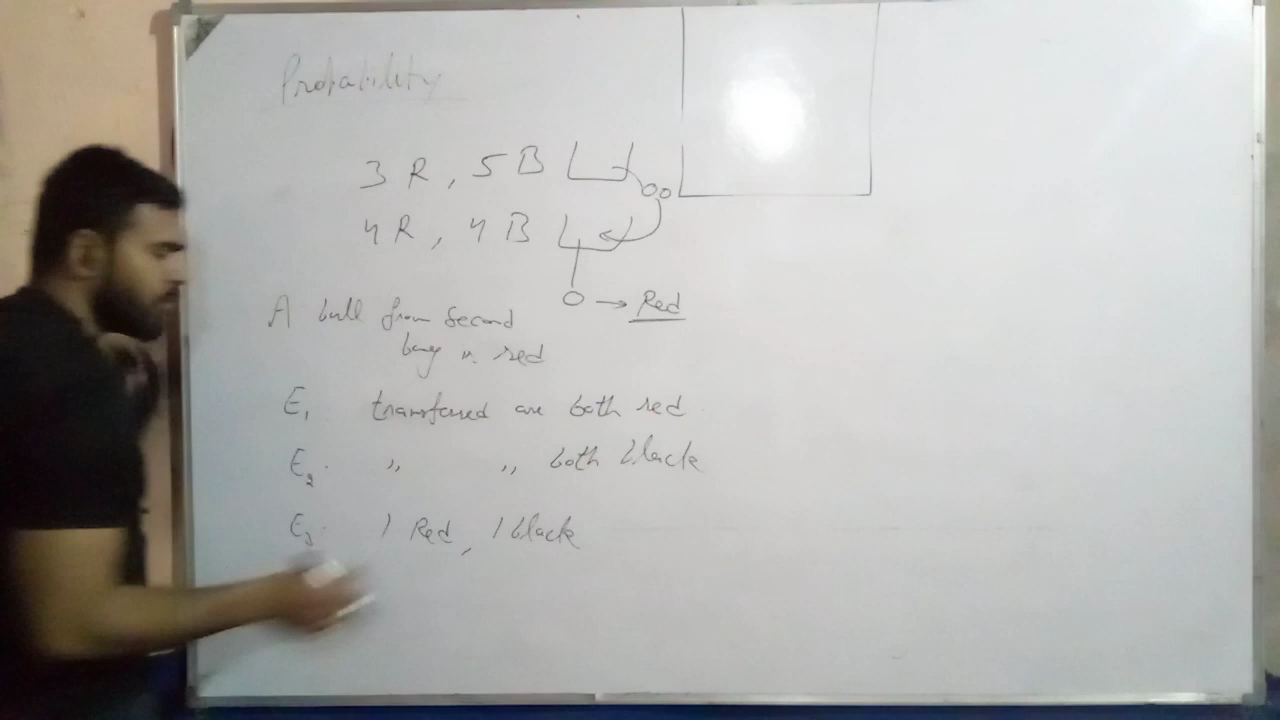 Probability
3 R, 5 B
4 R, 4 B
→ Red
A ball from second
bag is red
E₁ transferred are both red
E₂. " " both black
E₃. 1 Red, 1 black